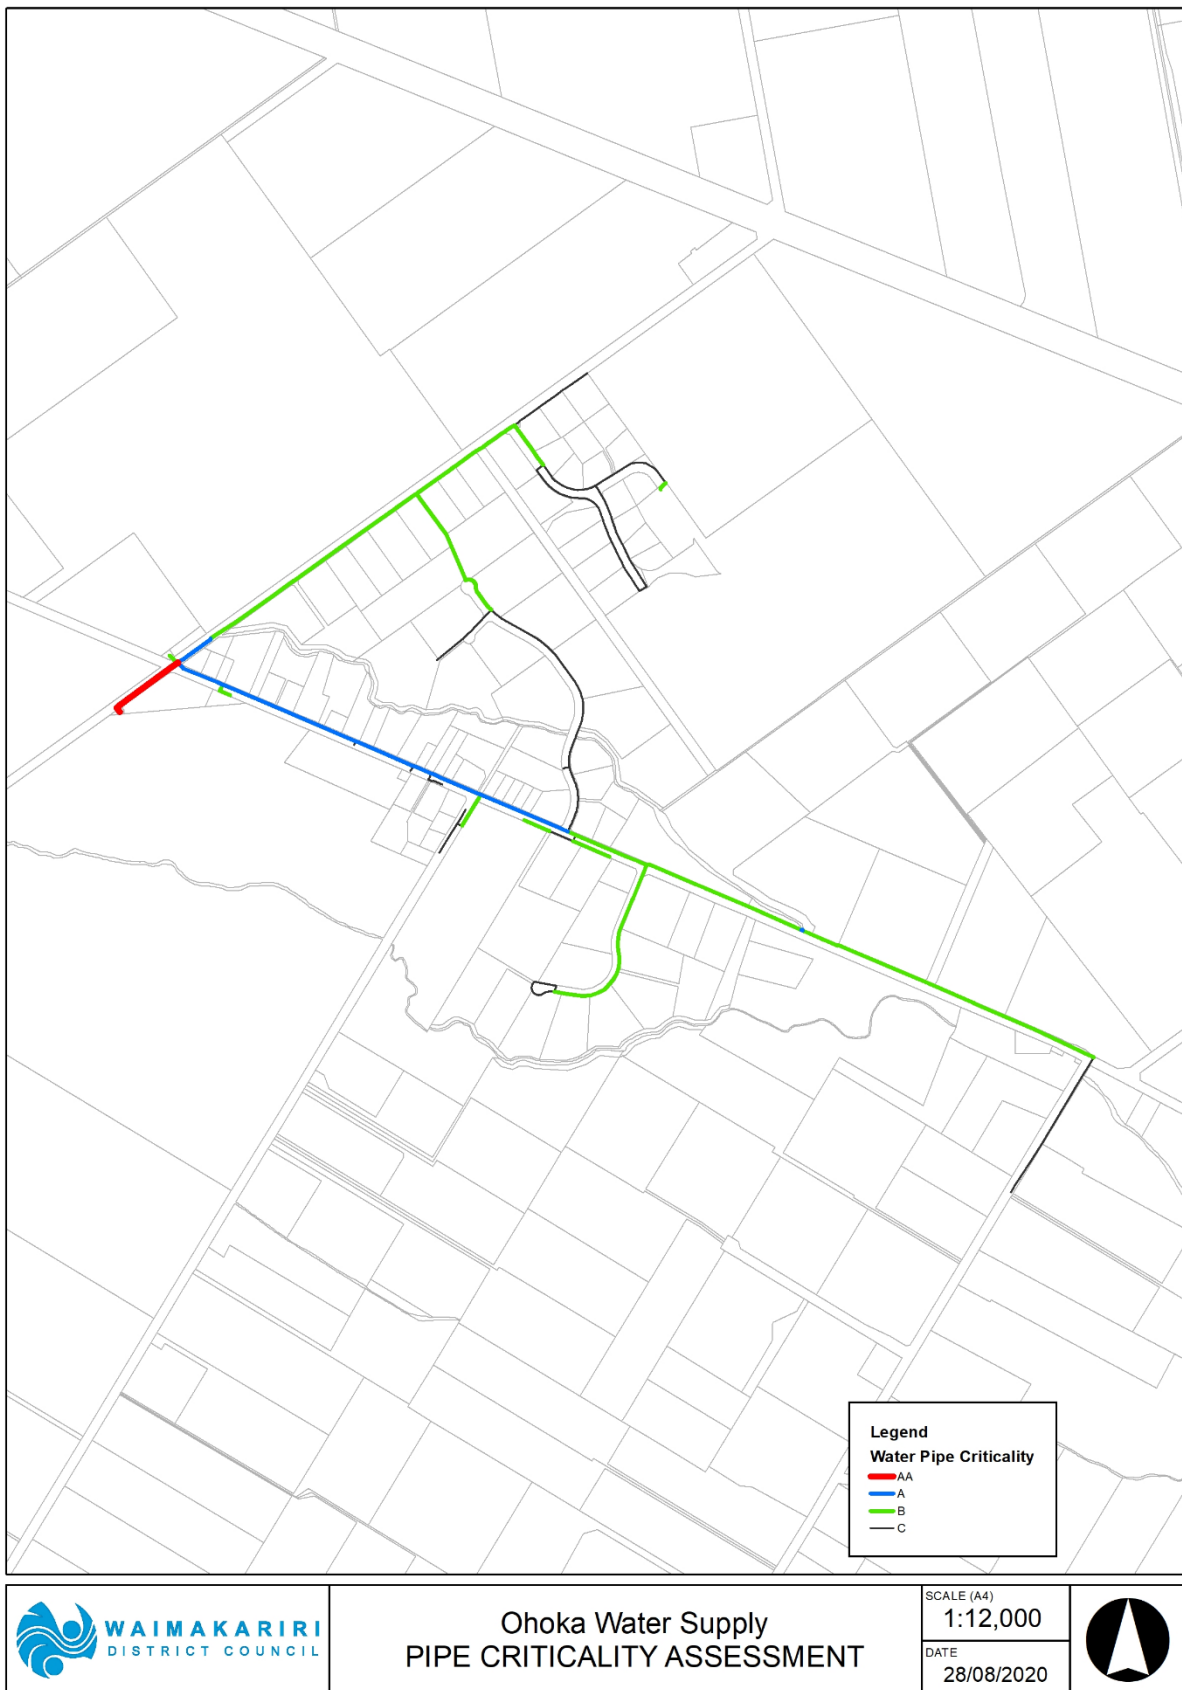 Legend
Water Pipe Criticality
AA
A
B
C
WAIMAKARIRI
DISTRICT COUNCIL
Ohoka Water Supply
PIPE CRITICALITY ASSESSMENT
SCALE (A4)
1:12,000
DATE
28/08/2020